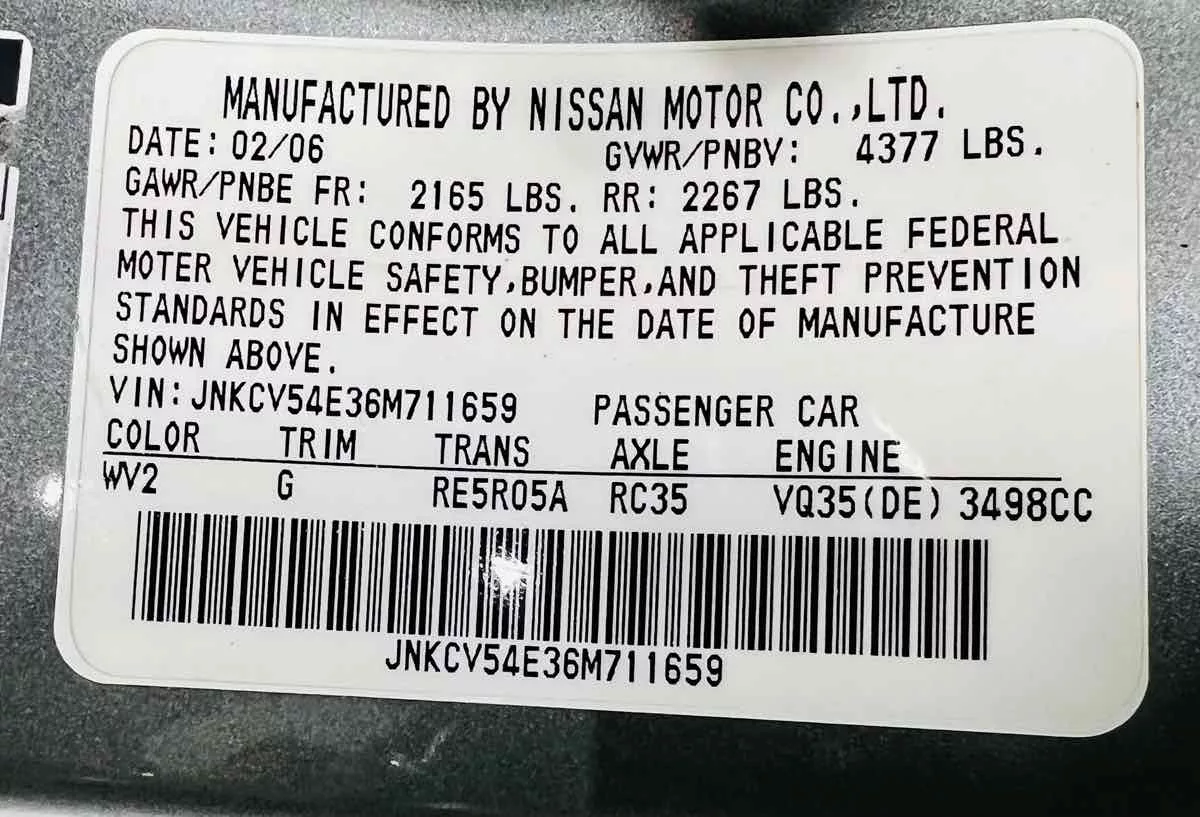 MANUFACTURED BY NISSAN MOTOR CO.,LTD.
DATE: 02/06 GVWR/PNBV: 4377 LBS.
GAWR/PNBE FR: 2165 LBS. RR: 2267 LBS.
THIS VEHICLE CONFORMS TO ALL APPLICABLE FEDERAL
MOTER VEHICLE SAFETY,BUMPER,AND THEFT PREVENTION
STANDARDS IN EFFECT ON THE DATE OF MANUFACTURE
SHOWN ABOVE.
VIN: JNKCV54E36M711659 PASSENGER CAR
COLOR TRIM TRANS AXLE ENGINE
WV2 G RE5R05A RC35 VQ35(DE) 3498CC
JNKCV54E36M711659